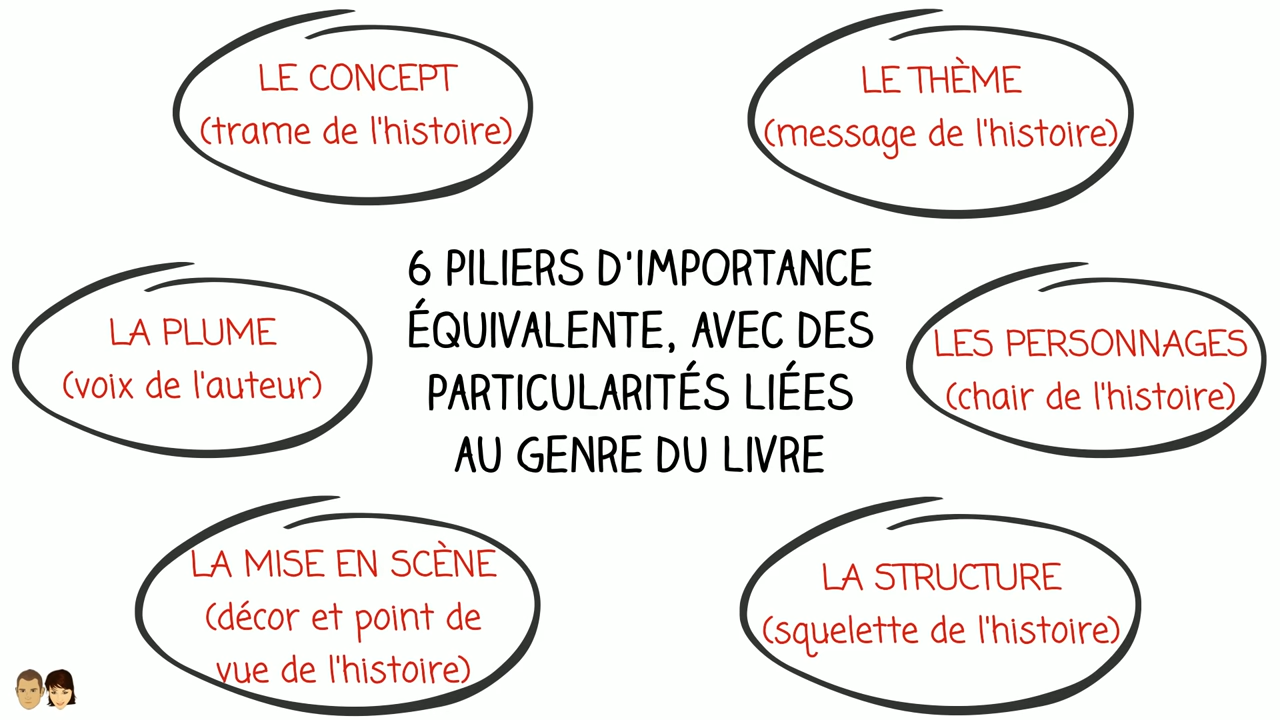 LE CONCEPT
(trame de l'histoire)
LE THÈME
(message de l'histoire)
6 PILIERS D'IMPORTANCE
ÉQUIVALENTE, AVEC DES
PARTICULARITÉS LIÉES
AU GENRE DU LIVRE
LA PLUME
(voix de l'auteur)
LES PERSONNAGES
(chair de l'histoire)
LA MISE EN SCÈNE
(décor et point de
vue de l'histoire)
LA STRUCTURE
(squelette de l'histoire)